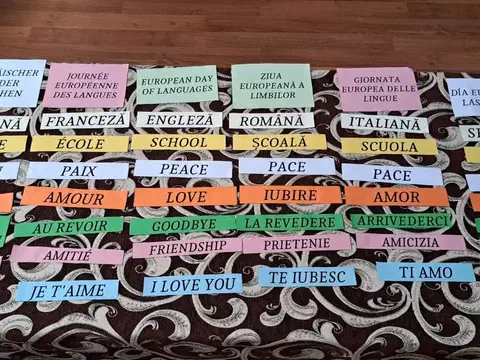 JOURNÉE
EUROPÉENNE
DES LANGUES
EUROPEAN DAY
OF LANGUAGES
ZIUA
EUROPEANĂ A
LIMBILOR
GIORNATA
EUROPEA DELLE
LINGUE
FRANCEZĂ
ENGLEZĂ
ROMÂNĂ
ITALIANĂ
ÉCOLE
SCHOOL
ȘCOALĂ
SCUOLA
PAIX
PEACE
PACE
PACE
AMOUR
LOVE
IUBIRE
AMOR
AU REVOIR
GOODBYE
LA REVEDERE
ARRIVEDERCI
AMITIÉ
FRIENDSHIP
PRIETENIE
AMICIZIA
JE T'AIME
I LOVE YOU
TE IUBESC
TI AMO